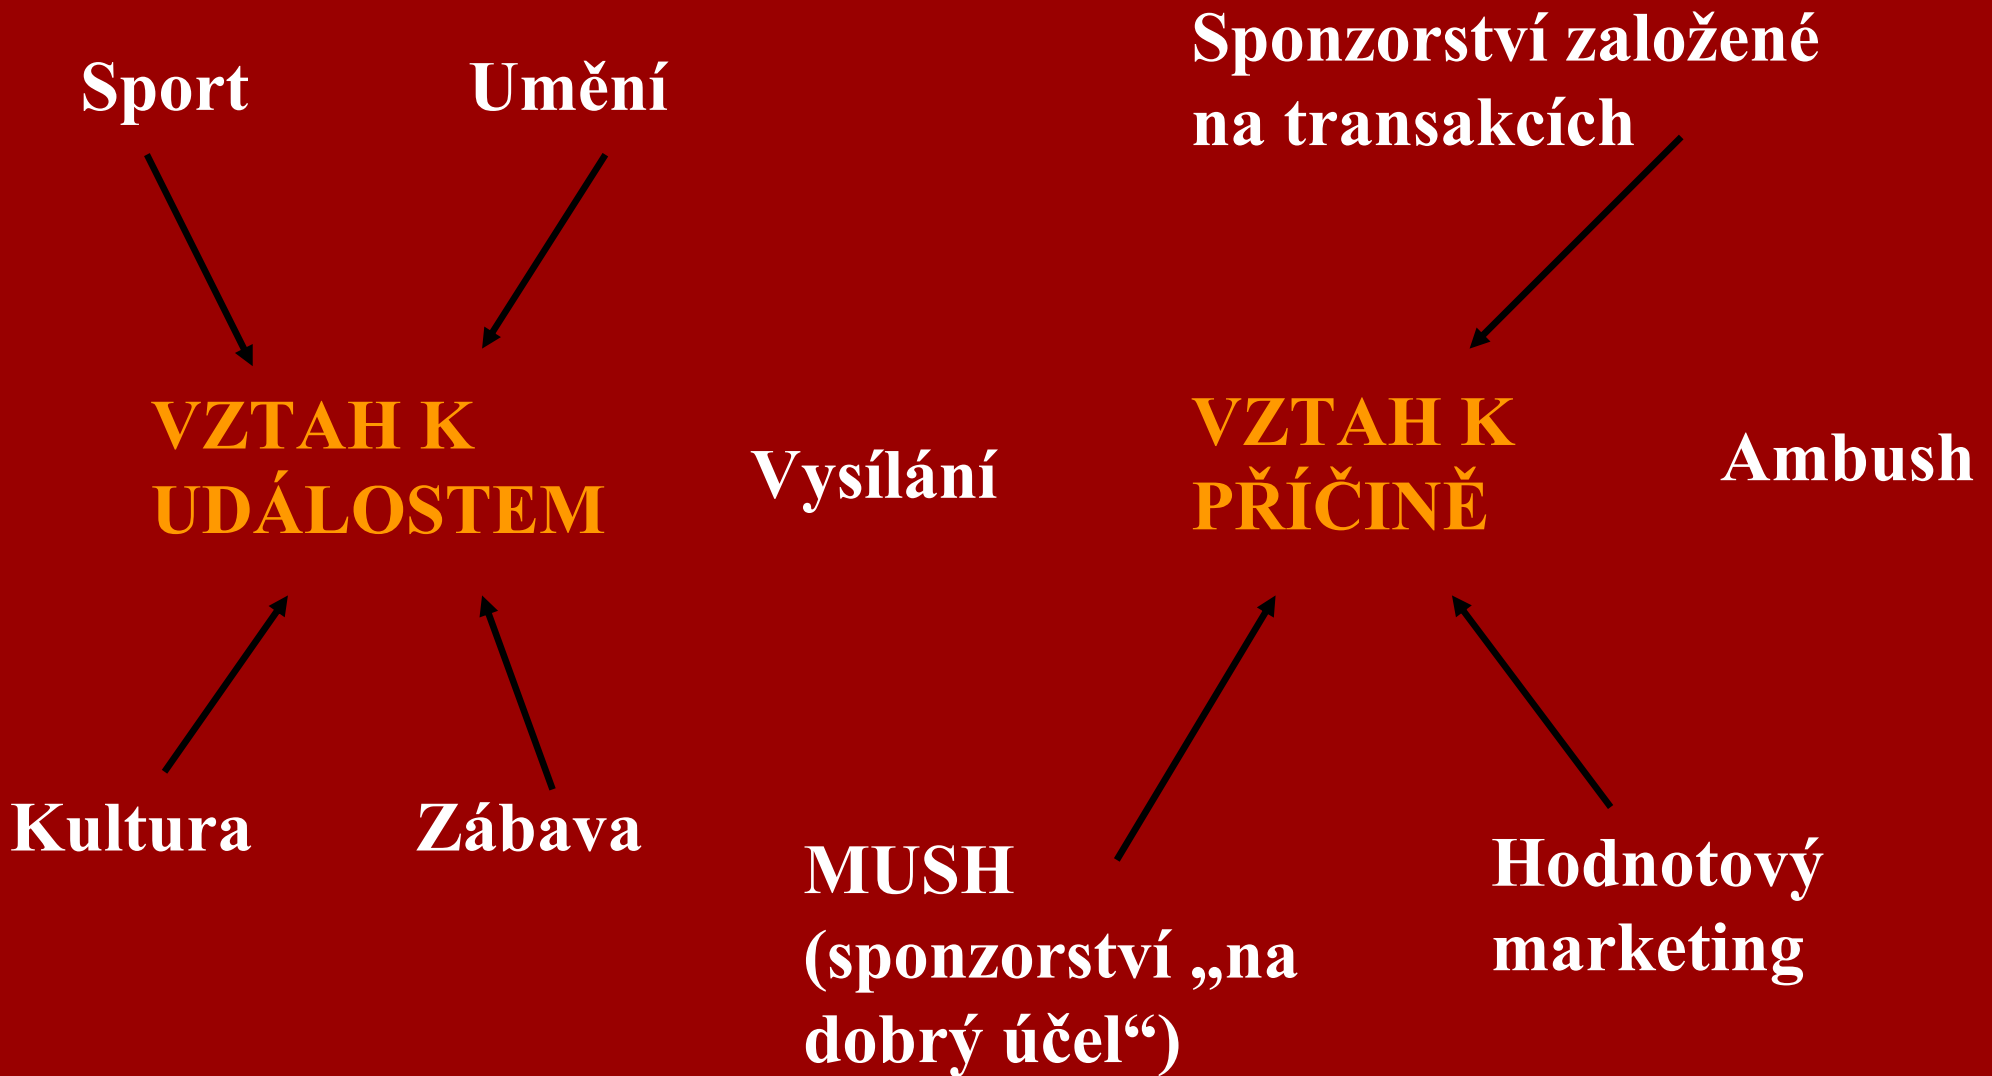 Sport
Umění
Sponzorství založené
na transakcích
VZTAH K
UDÁLOSTEM
Vysílání
VZTAH K
PŘÍČINĚ
Ambush
Kultura
Zábava
MUSH
(sponzorství „na
dobrý účel“)
Hodnotový
marketing